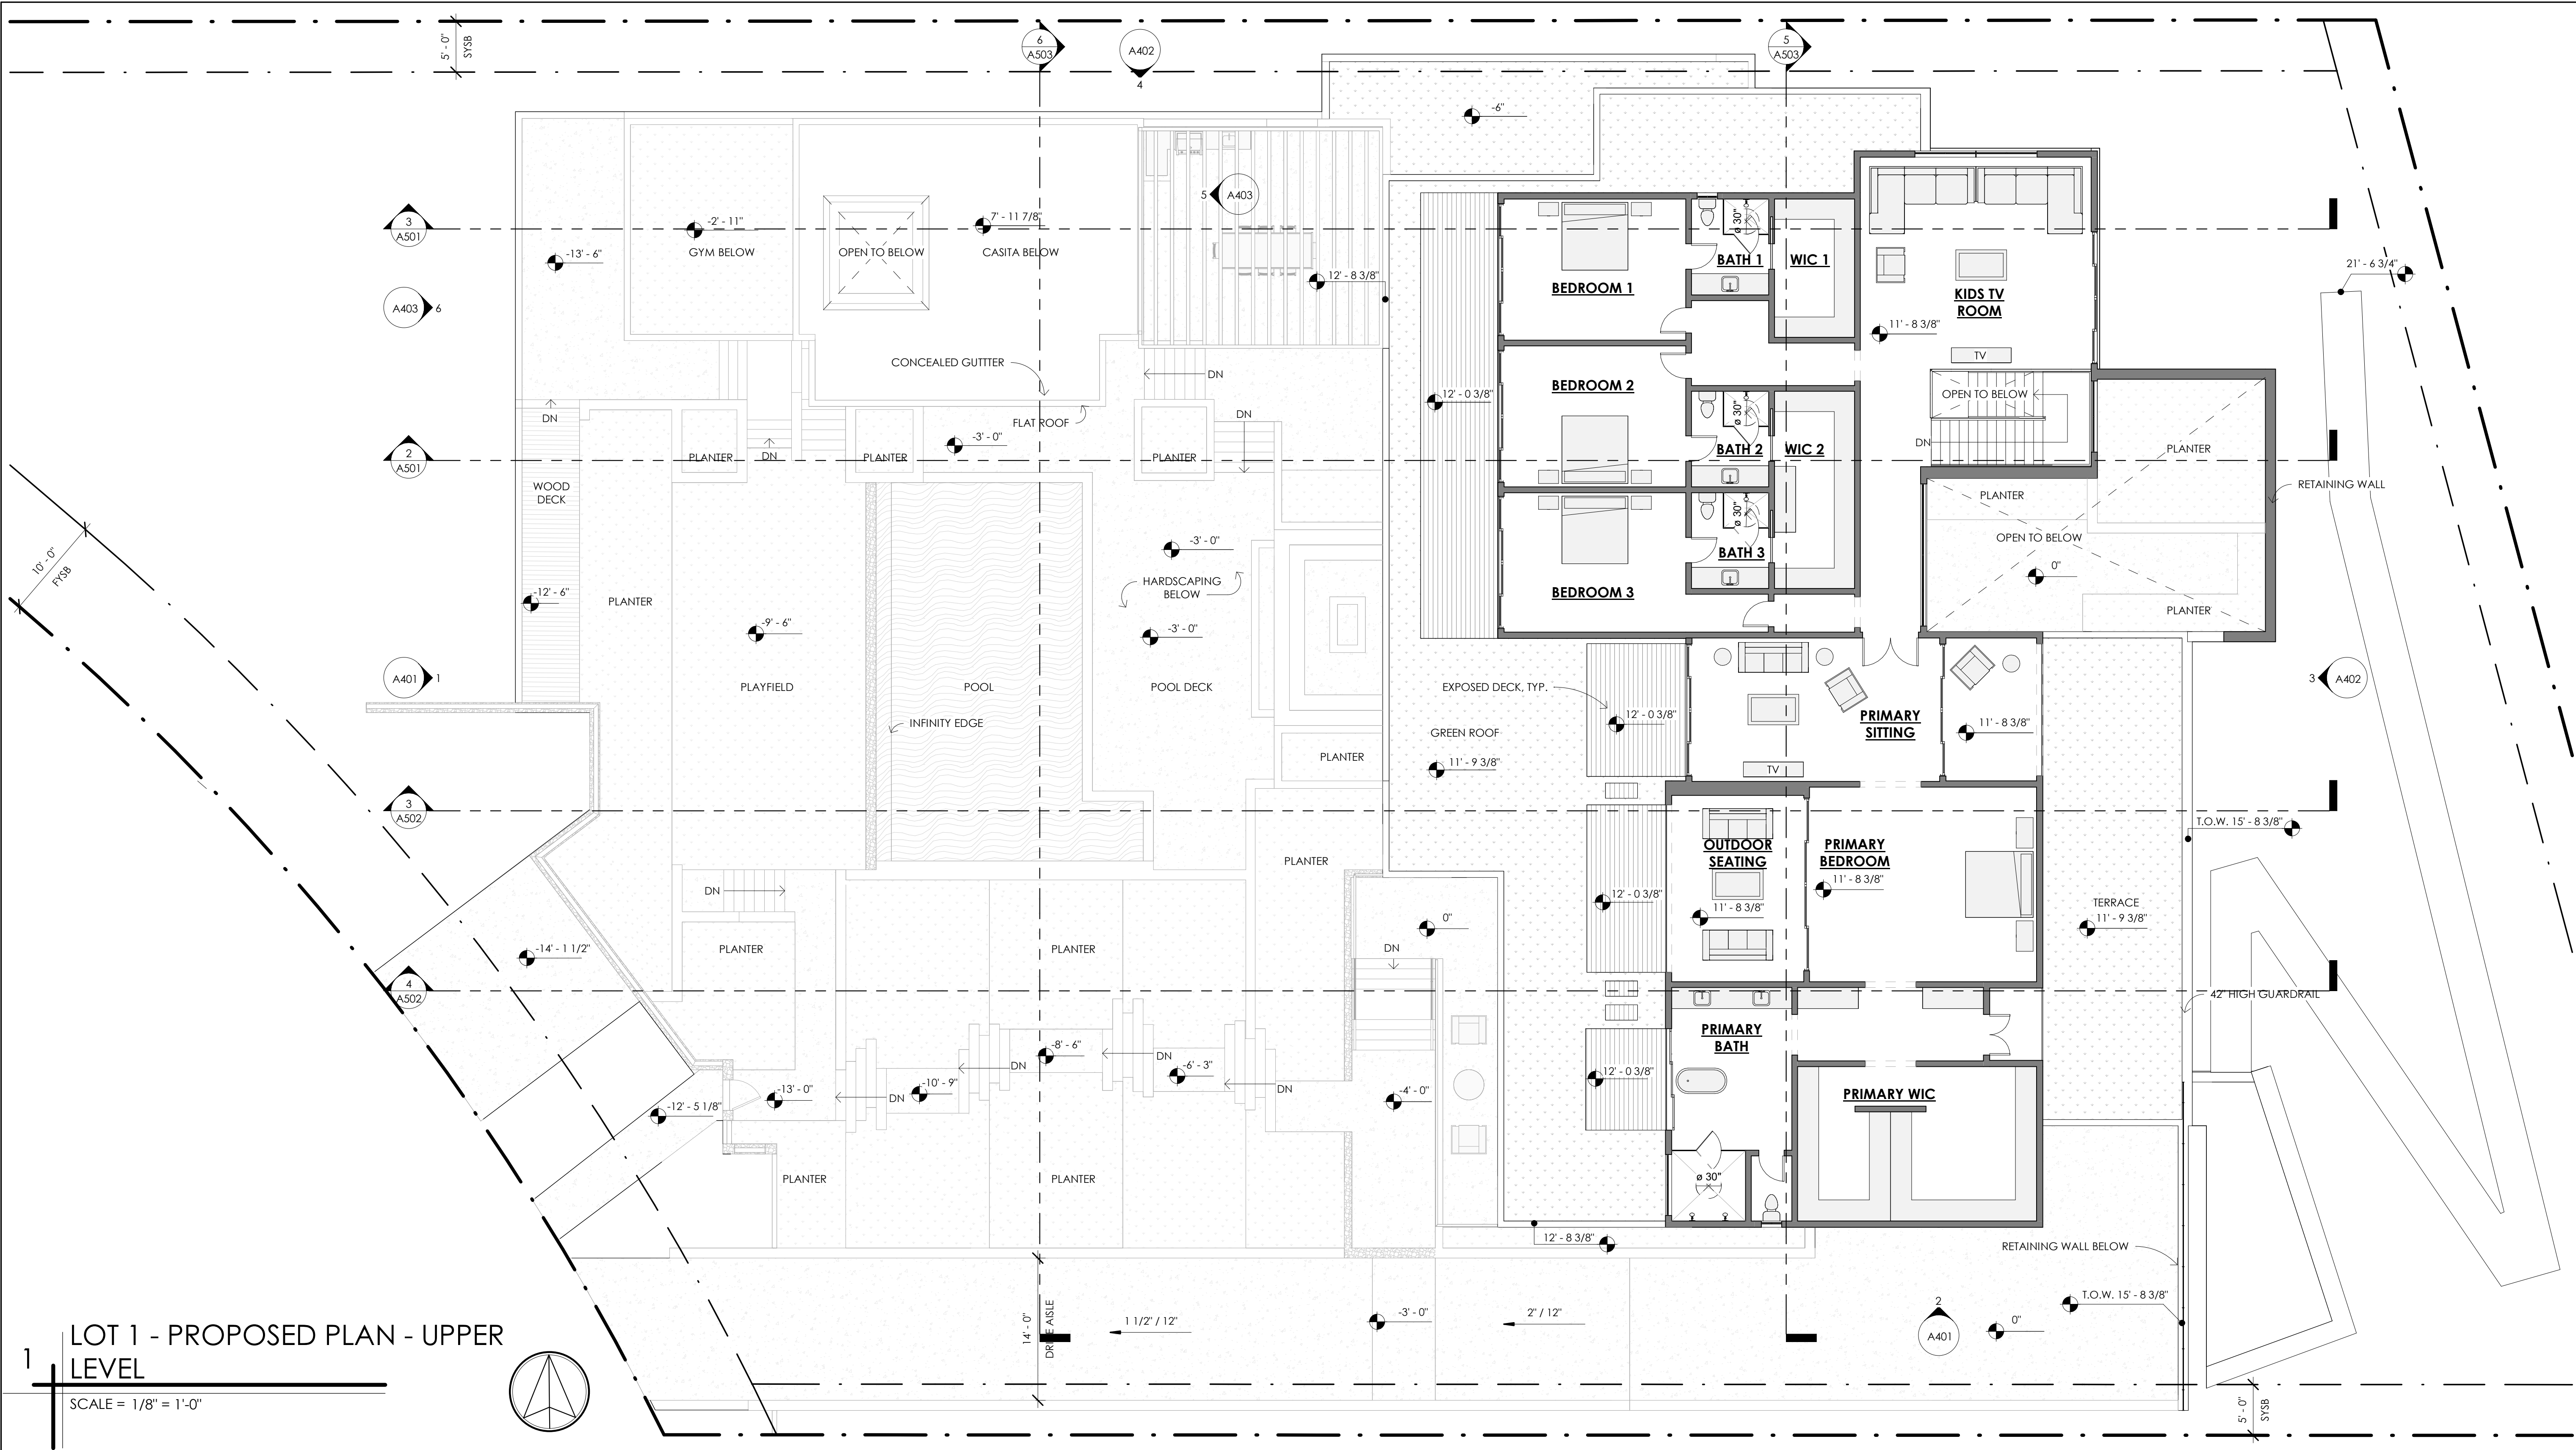 5' - 0"
SYSB
6
A503
A402
4
5
A503
-6"
3
A501
-13' - 6"
-2' - 11"
GYM BELOW
OPEN TO BELOW
7' - 11 7/8"
CASITA BELOW
5
A403
12' - 8 3/8"
BEDROOM 1
ø 30"
BATH 1
WIC 1
KIDS TV
ROOM
11' - 8 3/8"
TV
21' - 6 3/4"
A403
6
CONCEALED GUTTTER
DN
FLAT ROOF
DN
DN
DN
-3' - 0"
12' - 0 3/8"
BEDROOM 2
ø 30"
BATH 2
WIC 2
OPEN TO BELOW
DN
PLANTER
RETAINING WALL
2
A501
PLANTER
PLANTER
PLANTER
WOOD
DECK
PLANTER
OPEN TO BELOW
0"
PLANTER
10' - 0"
FYSB
-12' - 6"
PLANTER
-9' - 6"
-3' - 0"
HARDSCAPING
BELOW
-3' - 0"
ø 30"
BATH 3
BEDROOM 3
A401
1
PLAYFIELD
POOL
POOL DECK
INFINITY EDGE
EXPOSED DECK, TYP.
12' - 0 3/8"
GREEN ROOF
11' - 9 3/8"
PLANTER
PRIMARY
SITTING
11' - 8 3/8"
TV
3
A402
3
A502
T.O.W. 15' - 8 3/8"
OUTDOOR
SEATING
11' - 8 3/8"
PRIMARY
BEDROOM
11' - 8 3/8"
PLANTER
DN
12' - 0 3/8"
0"
TERRACE
11' - 9 3/8"
-14' - 1 1/2"
PLANTER
PLANTER
DN
4
A502
42" HIGH GUARDRAIL
PRIMARY
BATH
-8' - 6"
DN
DN
-6' - 3"
DN
12' - 0 3/8"
-13' - 0"
-10' - 9"
DN
-4' - 0"
-12' - 5 1/8"
PRIMARY WIC
PLANTER
PLANTER
ø 30"
12' - 8 3/8"
RETAINING WALL BELOW
T.O.W. 15' - 8 3/8"
14' - 0"
DRIVE AISLE
1 1/2" / 12"
-3' - 0"
2" / 12"
2
A401
0"
5' - 0"
SYSB
1
LOT 1 - PROPOSED PLAN - UPPER
LEVEL
SCALE = 1/8" = 1'-0"